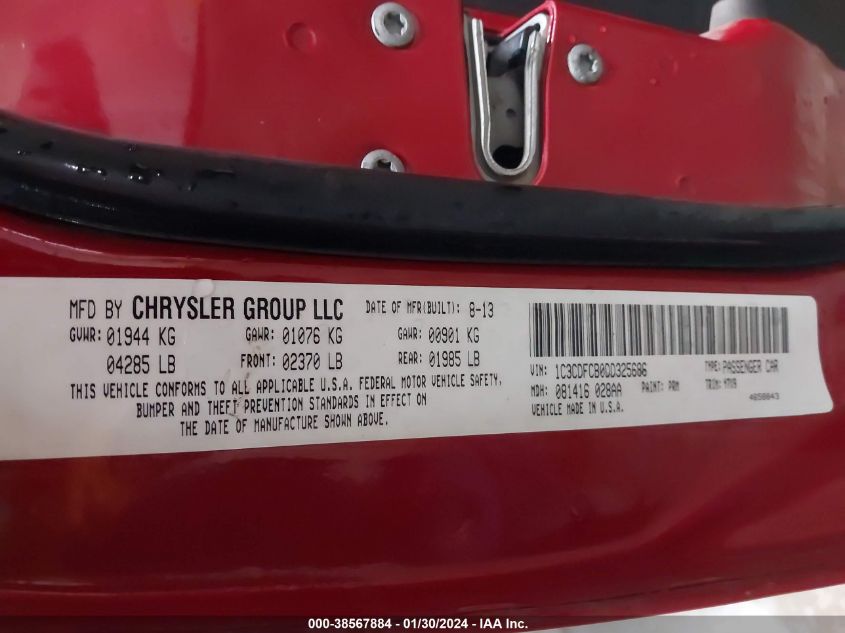 MFD BY CHRYSLER GROUP LLC DATE OF MFR(BUILT): 8-13
GVWR: 01944 KG GAWR: 01076 KG GAWR: 00901 KG
04285 LB FRONT: 02370 LB REAR: 01985 LB
THIS VEHICLE CONFORMS TO ALL APPLICABLE U.S.A. FEDERAL MOTOR VEHICLE SAFETY,
BUMPER AND THEFT PREVENTION STANDARDS IN EFFECT ON
THE DATE OF MANUFACTURE SHOWN ABOVE.
VIN: 1C3CDFCB0DD325686 TYPE: PASSENGER CAR
MDH: 081416 028AA PAINT: PRM TRIM:
VEHICLE MADE IN U.S.A. 4658843
000-38567884 - 01/30/2024 - IAA Inc.